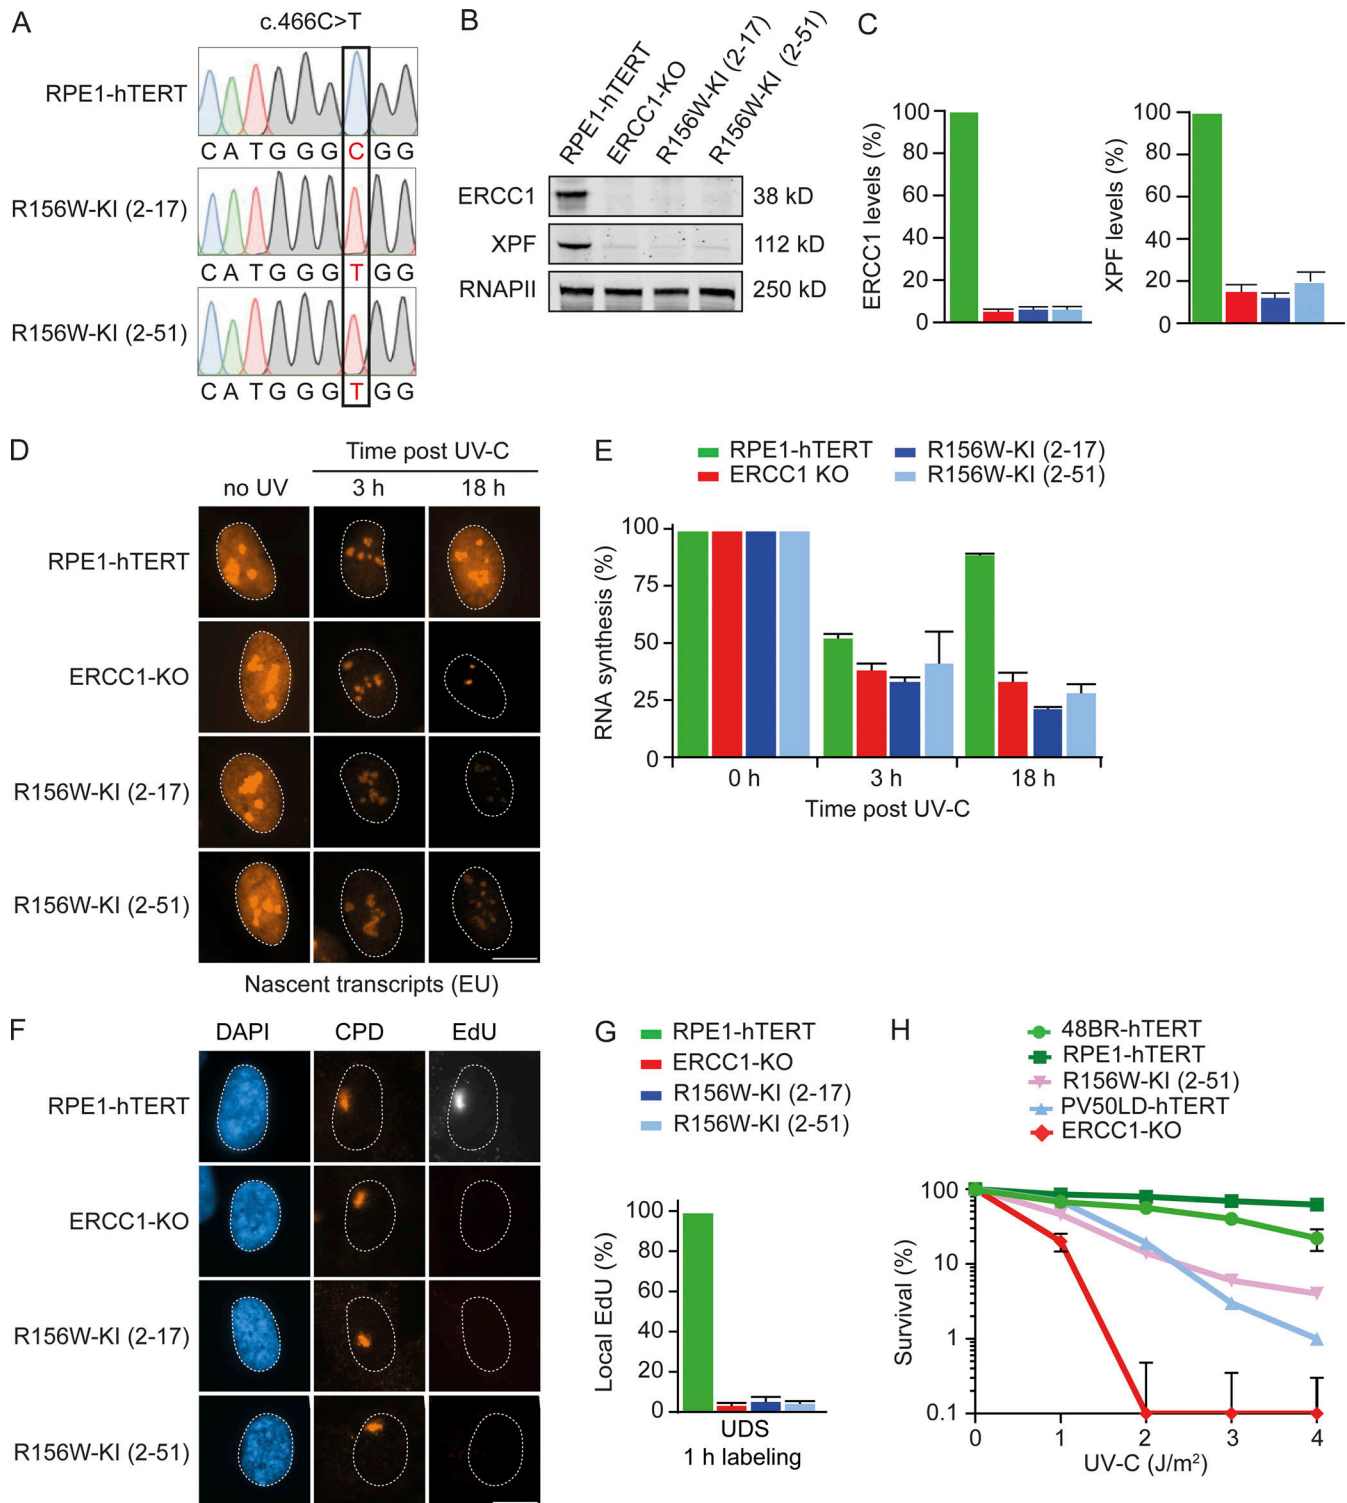 A
c.466C>T
RPE1-hTERT
C A T G G G C G G
R156W-KI (2-17)
C A T G G G T G G
R156W-KI (2-51)
C A T G G G T G G
B
RPE1-hTERT
ERCC1-KO
R156W-KI (2-17)
R156W-KI (2-51)
ERCC1
38 kD
XPF
112 kD
RNAPII
250 kD
C
ERCC1 levels (%)
100
80
60
40
20
0
XPF levels (%)
100
80
60
40
20
0
D
Time post UV-C
no UV
3 h
18 h
RPE1-hTERT
ERCC1-KO
R156W-KI (2-17)
R156W-KI (2-51)
Nascent transcripts (EU)
E
RPE1-hTERT
R156W-KI (2-17)
ERCC1 KO
R156W-KI (2-51)
RNA synthesis (%)
100
75
50
25
0
0 h
3 h
18 h
Time post UV-C
F
DAPI
CPD
EdU
RPE1-hTERT
ERCC1-KO
R156W-KI (2-17)
R156W-KI (2-51)
G
RPE1-hTERT
ERCC1-KO
R156W-KI (2-17)
R156W-KI (2-51)
Local EdU (%)
100
80
60
40
20
0
UDS
1 h labeling
H
48BR-hTERT
RPE1-hTERT
R156W-KI (2-51)
PV50LD-hTERT
ERCC1-KO
Survival (%)
100
10
1
0.1
0
1
2
3
4
UV-C (J/m²)